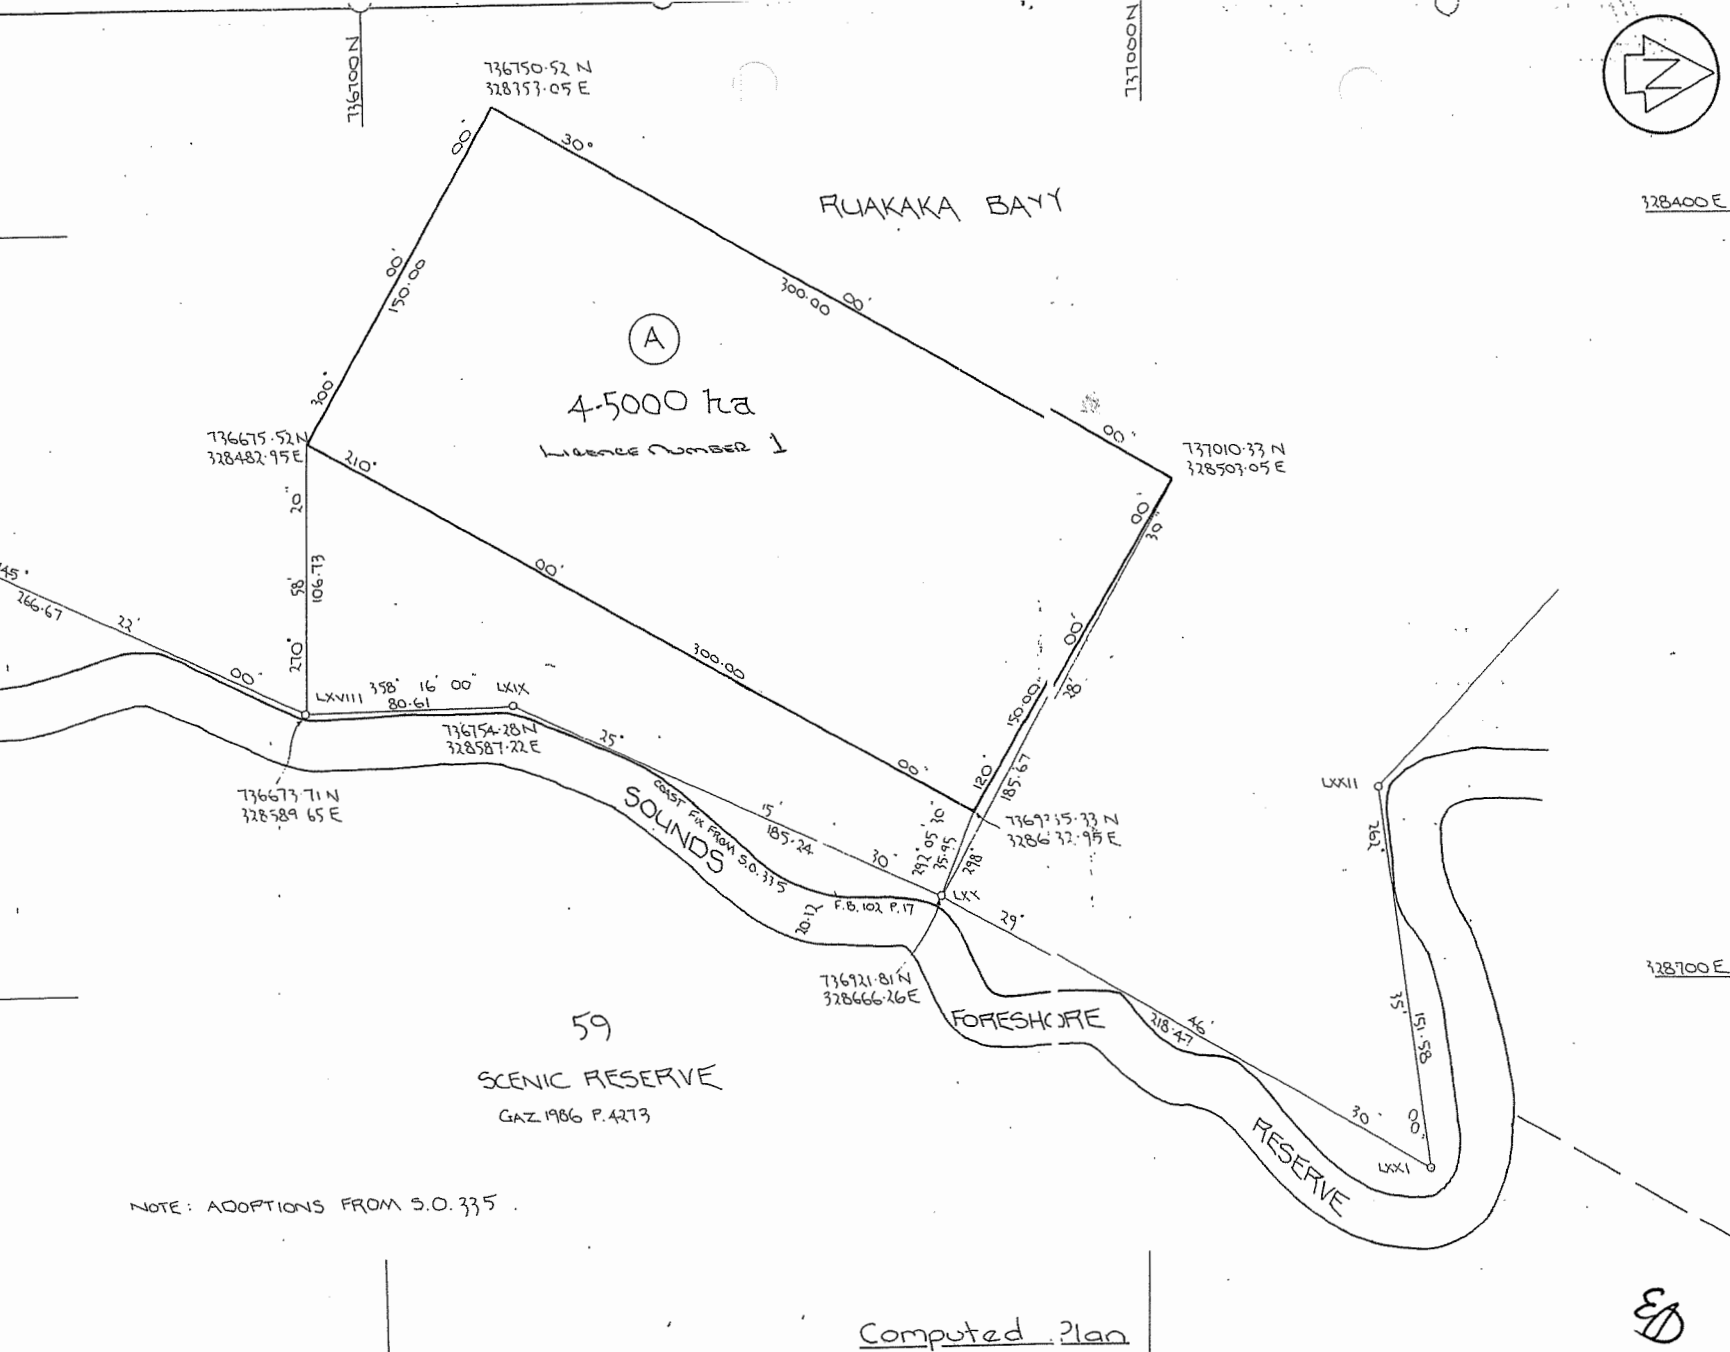 736700N
737000N
N
736750.52 N
328353.05 E
00'
30°
RUAKAKA BAYY
328400E
00'
150.00
300.00
00'
A
4.5000 ha
LICENCE NUMBER 1
300°
00"
737010.33 N
328503.05 E
736675.52N
328482.95E
210°
20"
00'
30"
58'
106.73
00'
00'
45°
266.67
22'
00"
270°
300.00
28'
150.00
LXVIII
358° 16' 00"
80.61
LXIX
736754.28N
328587.22E
25°
00"
120°
185.67
LXXII
736673.71N
328589.65E
COAST FIX FROM S.O. 335
SOUNDS
15'
185.24
30"
292° 05' 30"
35.95
298°
328632.95E
292°
LXX
F.B. 102 P. 17
20.12
29°
736921.81N
328666.26E
328700E
FORESHORE
218.47
46'
35'
151.58
59
SCENIC RESERVE
GAZ 1986 P. 4273
30"
00"
LXXI
RESERVE
NOTE: ADOPTIONS FROM S.O. 335.
Computed Plan